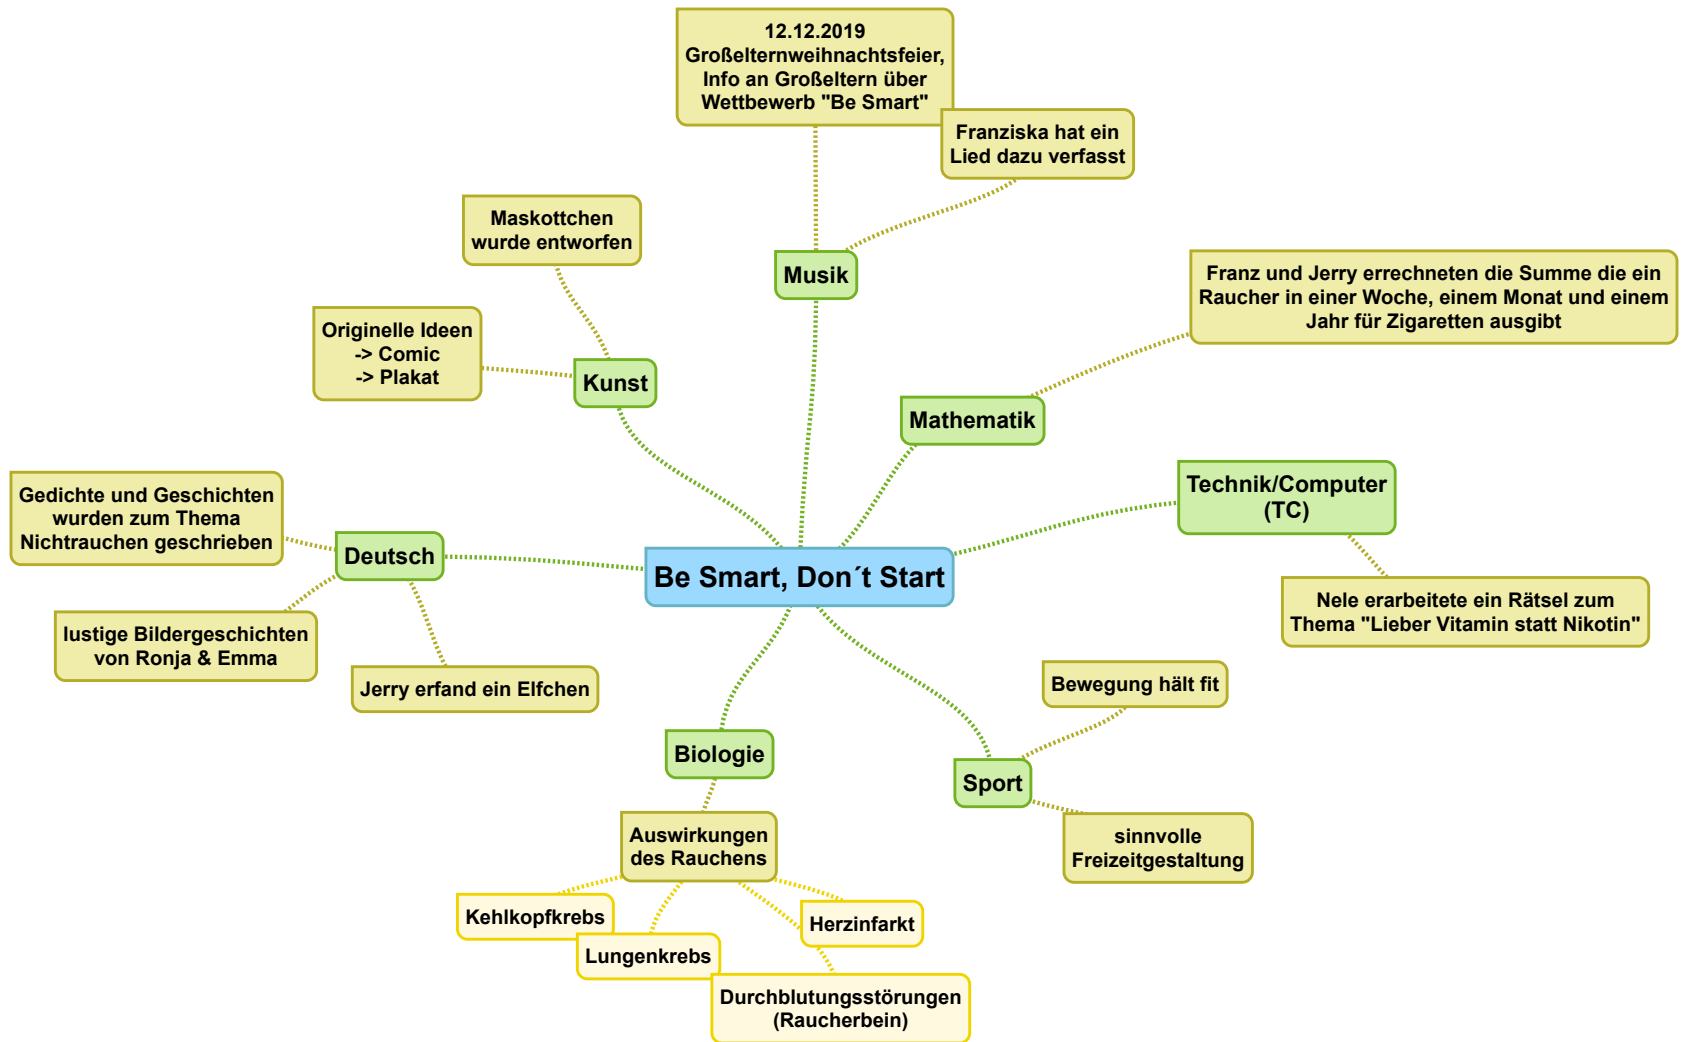 12.12.2019
Großelternweihnachtsfeier,
Info an Großeltern über
Wettbewerb "Be Smart"
Franziska hat ein
Lied dazu verfasst
Maskottchen
wurde entworfen
Musik
Franz und Jerry errechneten die Summe die ein
Raucher in einer Woche, einem Monat und einem
Jahr für Zigaretten ausgibt
Originelle Ideen
-> Comic
-> Plakat
Kunst
Mathematik
Technik/Computer
(TC)
Gedichte und Geschichten
wurden zum Thema
Nichtrauchen geschrieben
Deutsch
Be Smart, Don´t Start
Nele erarbeitete ein Rätsel zum
Thema "Lieber Vitamin statt Nikotin"
lustige Bildergeschichten
von Ronja & Emma
Jerry erfand ein Elfchen
Bewegung hält fit
Biologie
Sport
Auswirkungen
des Rauchens
sinnvolle
Freizeitgestaltung
Kehlkopfkrebs
Herzinfarkt
Lungenkrebs
Durchblutungsstörungen
(Raucherbein)